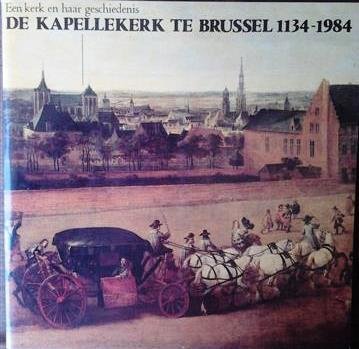 Een kerk en haar geschiedenis
DE KAPELLEKERK TE BRUSSEL 1134-1984